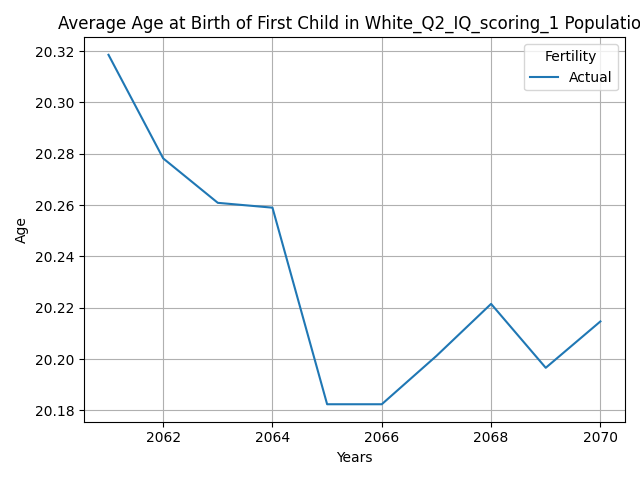 Average Age at Birth of First Child in White_Q2_IQ_scoring_1 Populatio
Fertility
Actual
20.32
20.30
20.28
20.26
20.24
20.22
20.20
20.18
Age
2062 2064 2066 2068 2070
Years